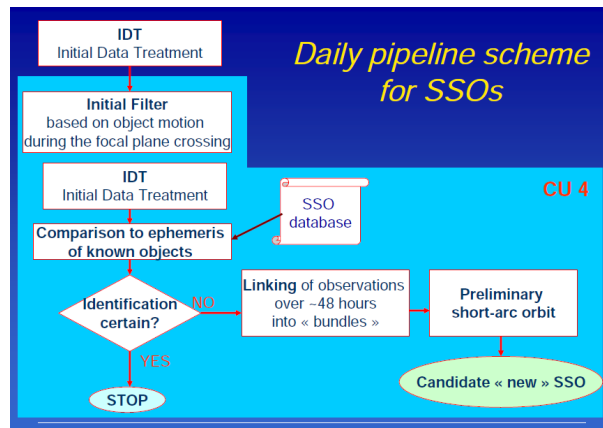 IDT
Initial Data Treatment
Daily pipeline scheme
for SSOs
Initial Filter
based on object motion
during the focal plane crossing
IDT
Initial Data Treatment
CU 4
SSO
database
Comparison to ephemeris
of known objects
Identification
certain?
NO
Linking of observations
over ~48 hours
into « bundles »
Preliminary
short-arc orbit
YES
STOP
Candidate « new » SSO